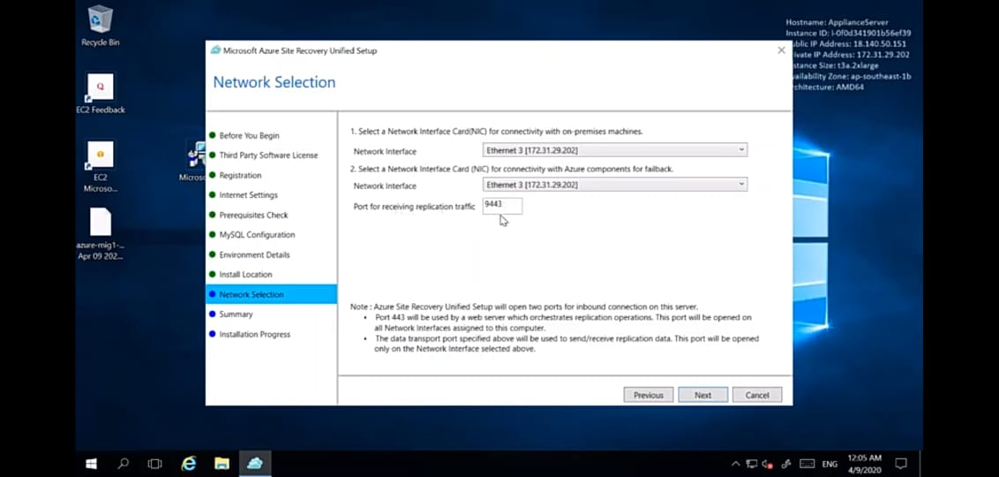 Recycle Bin
EC2 Feedback
EC2
Microso...
azure-mig1-...
Apr 09 202...
Micros
Microsoft Azure Site Recovery Unified Setup
Network Selection
Before You Begin
Third Party Software License
Registration
Internet Settings
Prerequisites Check
MySQL Configuration
Environment Details
Install Location
Network Selection
Summary
Installation Progress
1. Select a Network Interface Card(NIC) for connectivity with on-premises machines.
Network Interface
Ethernet 3 [172.31.29.202]
2. Select a Network Interface Card (NIC) for connectivity with Azure components for failback.
Network Interface
Ethernet 3 [172.31.29.202]
Port for receiving replication traffic
9443
Note : Azure Site Recovery Unified Setup will open two ports for inbound connection on this server.
• Port 443 will be used by a web server which orchestrates replication operations. This port will be opened
on all Network Interfaces assigned to this computer.
• The data transport port specified above will be used to send/receive replication data. This port will be opened
only on the Network Interface selected above.
Previous
Next
Cancel
Hostname: ApplianceServer
Instance ID: i-0f0d341901b56ef39
ublic IP Address: 18.140.50.151
rivate IP Address: 172.31.29.202
stance Size: t3a.2xlarge
vailability Zone: ap-southeast-1b
rchitecture: AMD64
ENG
12:05 AM
4/9/2020